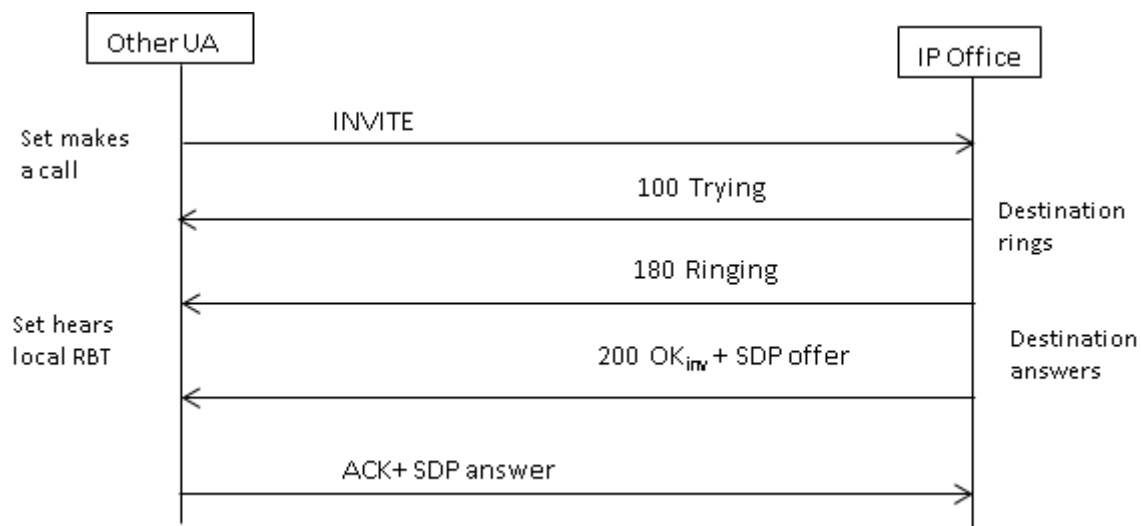 Other UA
IP Office
INVITE
Set makes
a call
100 Trying
Destination
rings
180 Ringing
Set hears
local RBT
200 OKinv + SDP offer
Destination
answers
ACK+ SDP answer